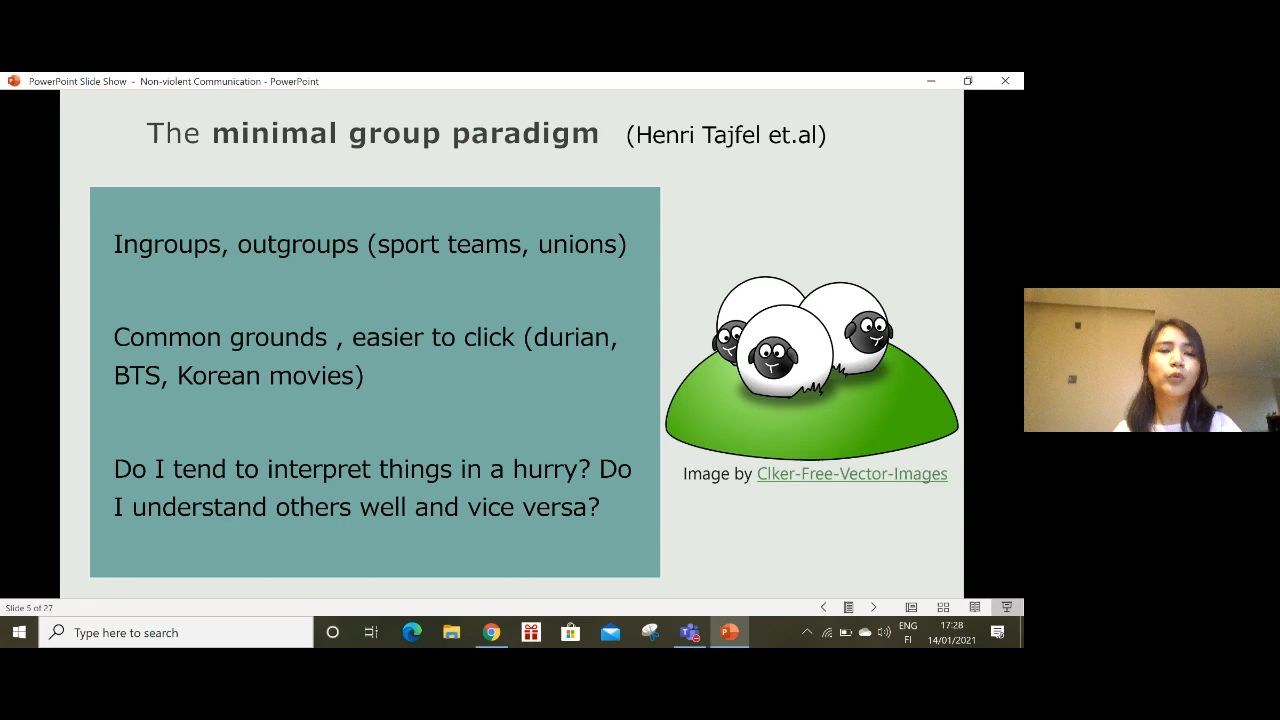 PowerPoint Slide Show - Non-violent Communication - PowerPoint
The minimal group paradigm (Henri Tajfel et.al)
Ingroups, outgroups (sport teams, unions)
Common grounds , easier to click (durian,
BTS, Korean movies)
Do I tend to interpret things in a hurry? Do
I understand others well and vice versa?
Image by Clker-Free-Vector-Images
Slide 5 of 27
Type here to search
ENG
FI
17:28
14/01/2021